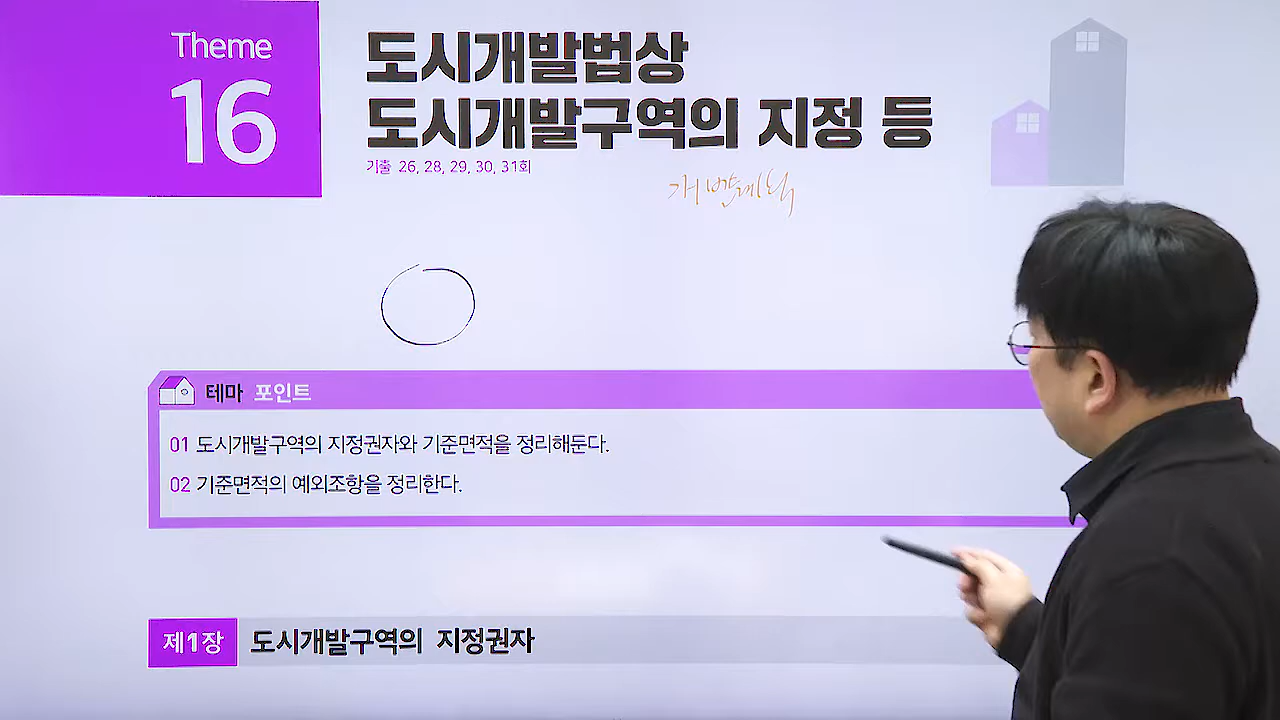 Theme
16
도시개발법상
도시개발구역의 지정 등
기출 26, 28, 29, 30, 31회
개발계획
테마 포인트
01 도시개발구역의 지정권자와 기준면적을 정리해둔다.
02 기준면적의 예외조항을 정리한다.
제1장 도시개발구역의 지정권자